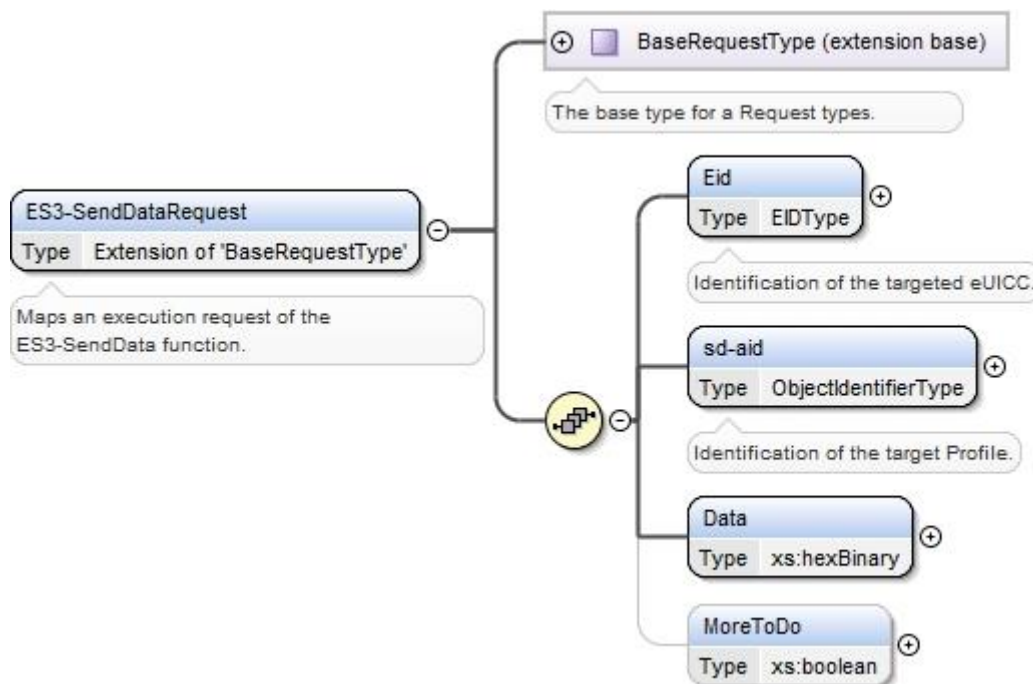 BaseRequestType (extension base)
The base type for a Request types.
ES3-SendDataRequest
Type Extension of 'BaseRequestType'
Maps an execution request of the
ES3-SendData function.
Eid
Type EIDType
Identification of the targeted eUICC.
sd-aid
Type ObjectIdentifierType
Identification of the target Profile.
Data
Type xs:hexBinary
MoreToDo
Type xs:boolean